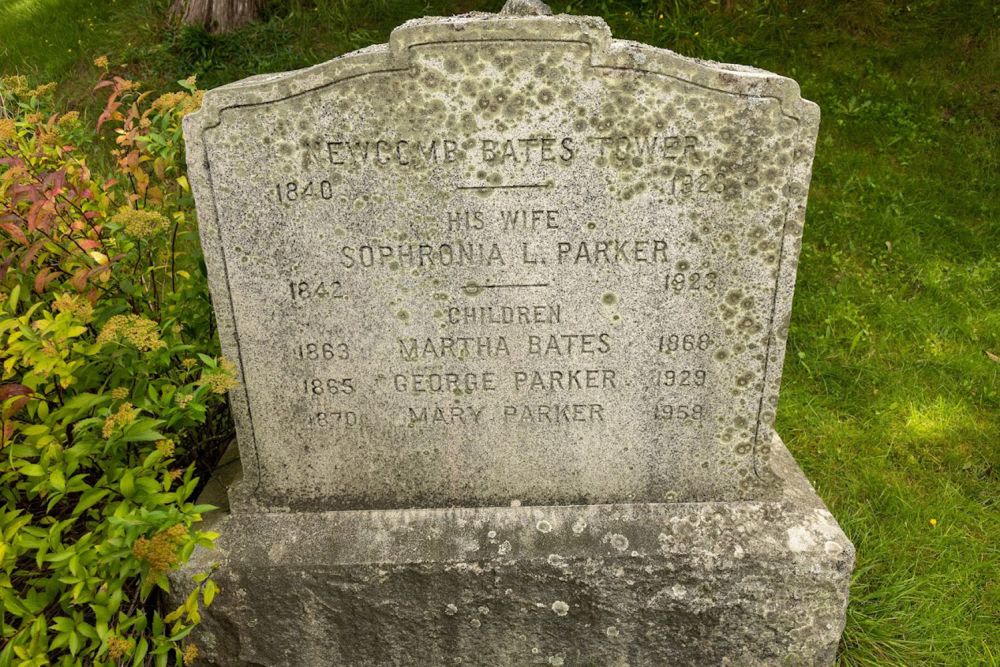 NEWCOMB BATES TOWER
1840
HIS WIFE
SOPHRONIA L. PARKER
1842 1923
CHILDREN
1863 MARTHA BATES 1868
1865 GEORGE PARKER 1929
1870 MARY PARKER 1958